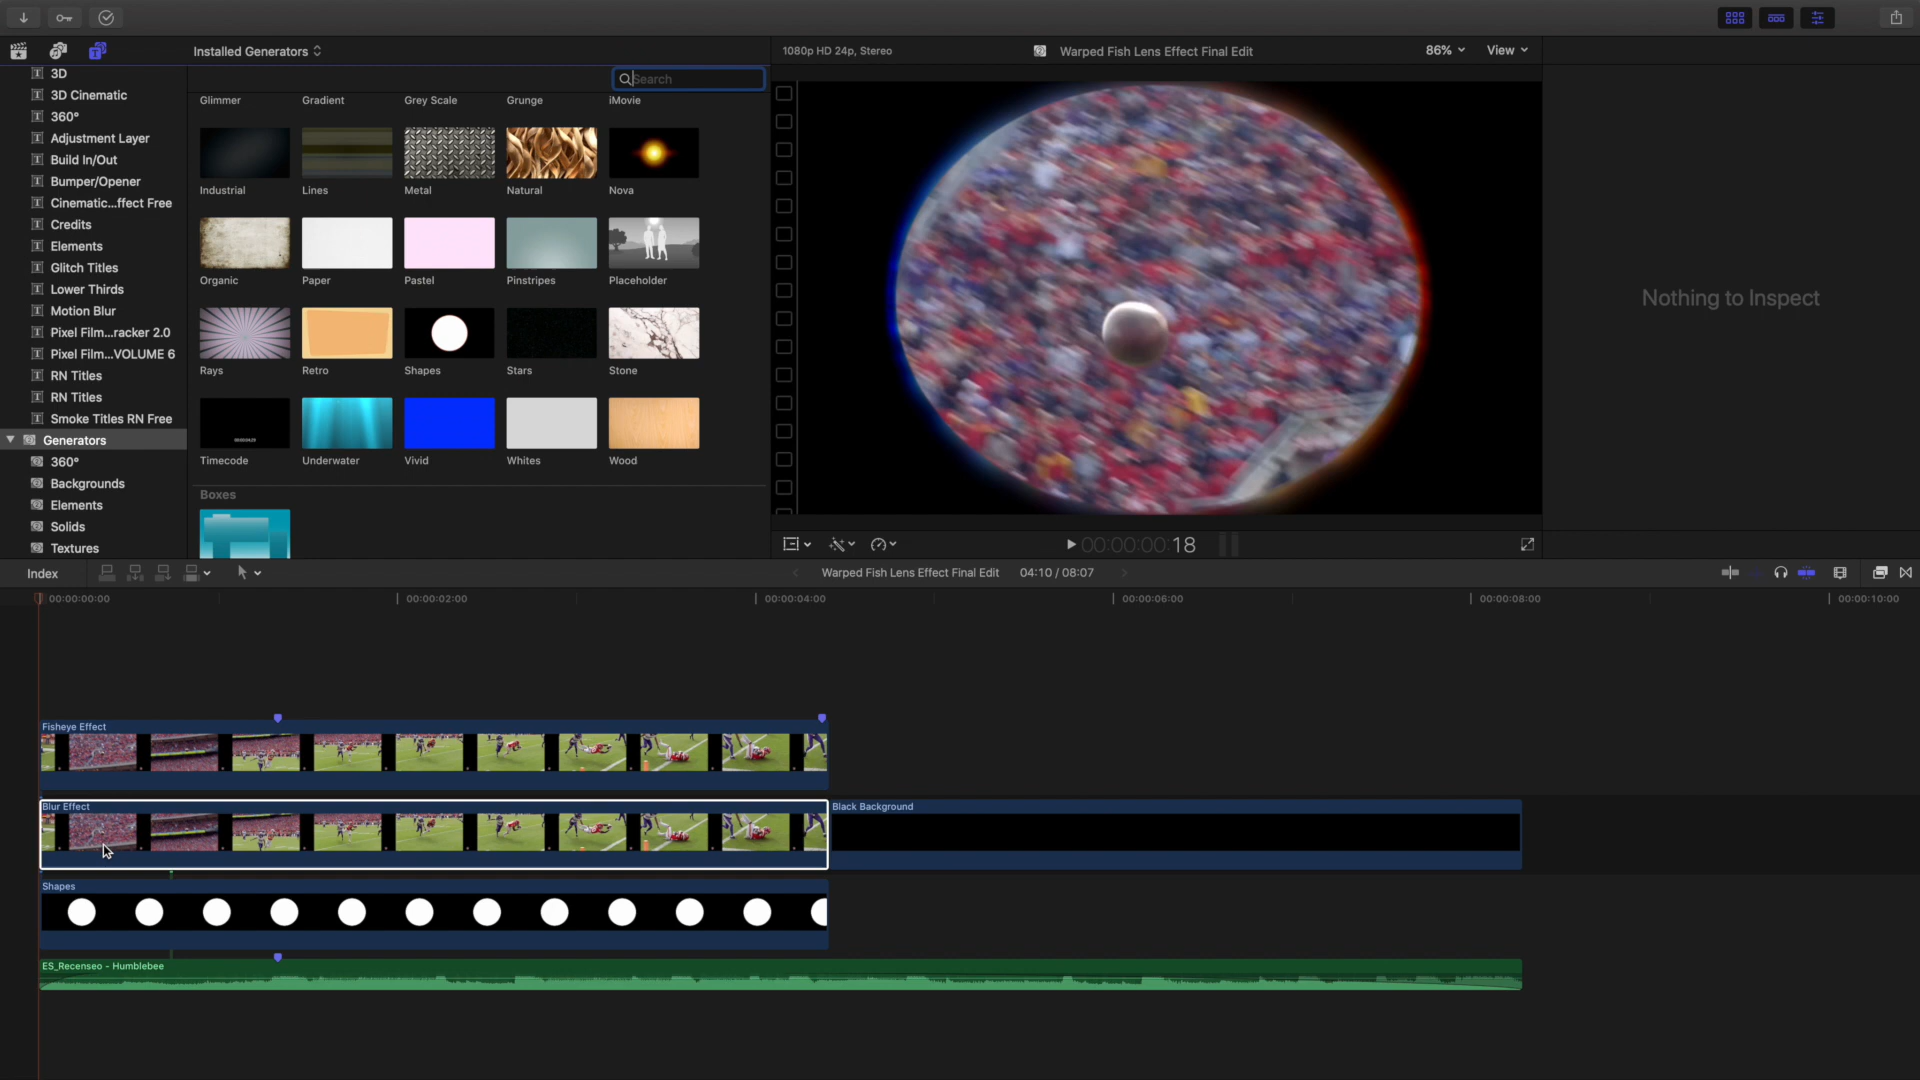 Installed Generators
1080p HD 24p, Stereo
Warped Fish Lens Effect Final Edit
86%
View
Search
3D
3D Cinematic
360°
Adjustment Layer
Build In/Out
Bumper/Opener
Cinematic...ffect Free
Credits
Elements
Glitch Titles
Lower Thirds
Motion Blur
Pixel Film...racker 2.0
Pixel Film...VOLUME 6
RN Titles
RN Titles
Smoke Titles RN Free
Generators
360°
Backgrounds
Elements
Solids
Textures
Glimmer Gradient Grey Scale Grunge iMovie
Industrial Lines Metal Natural Nova
Organic Paper Pastel Pinstripes Placeholder
Rays Retro Shapes Stars Stone
Timecode Underwater Vivid Whites Wood
Boxes
Nothing to Inspect
00:00:00:18
Index
Warped Fish Lens Effect Final Edit
04:10 / 08:07
00:00:00:00 00:00:02:00 00:00:04:00 00:00:06:00 00:00:08:00 00:00:10:00
Fisheye Effect
Blur Effect
Black Background
Shapes
ES_Recenseo - Humblebee